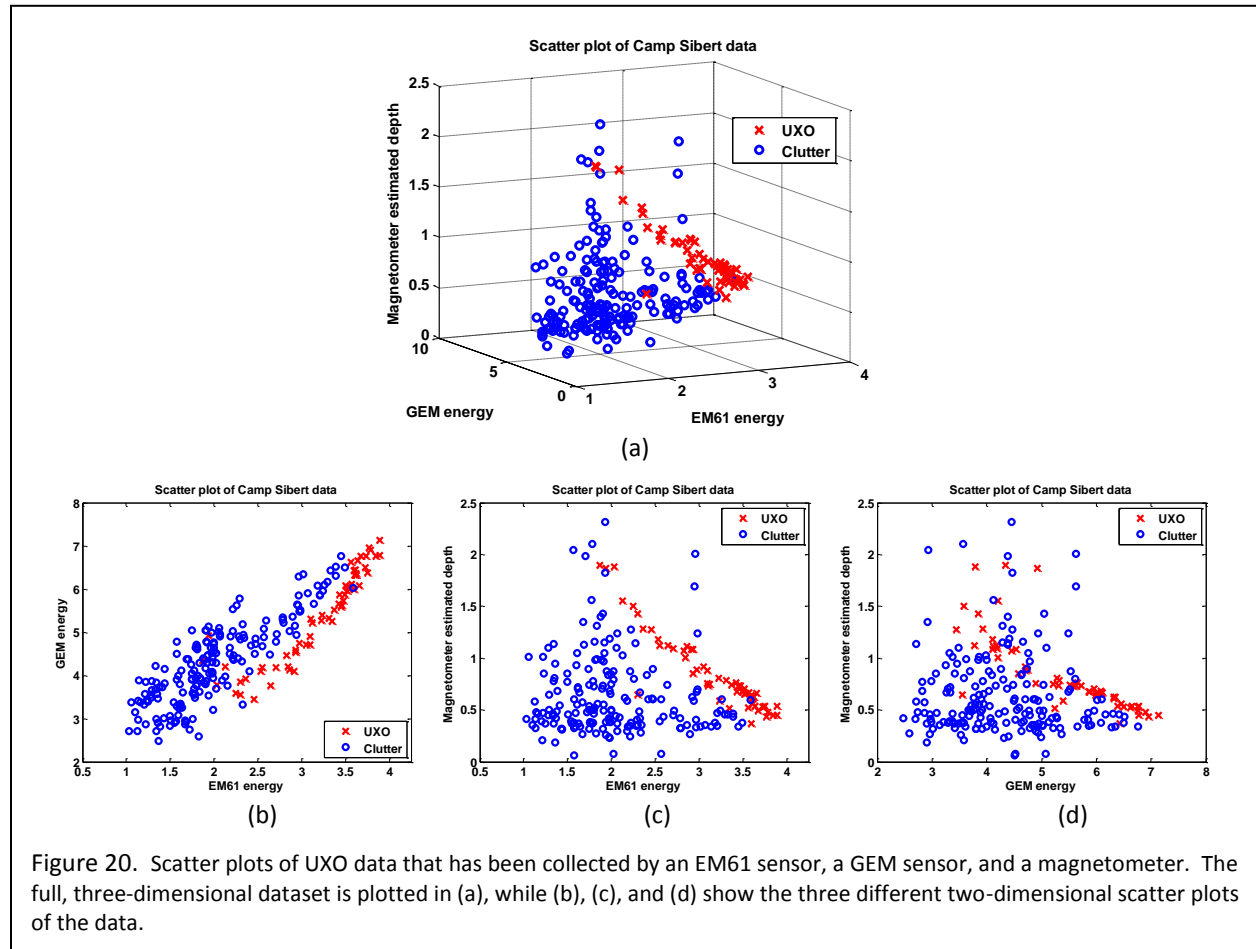 Scatter plot of Camp Sibert data
2.5
2
1.5
1
0.5
0
Magnetometer estimated depth
UXO
Clutter
10
5
0
GEM energy
1
2
3
4
EM61 energy
(a)
Scatter plot of Camp Sibert data
8
7
6
5
4
3
2
GEM energy
UXO
Clutter
0.5 1 1.5 2 2.5 3 3.5 4
EM61 energy
(b)
Scatter plot of Camp Sibert data
2.5
2
1.5
1
0.5
0
Magnetometer estimated depth
UXO
Clutter
0.5 1 1.5 2 2.5 3 3.5 4
EM61 energy
(c)
Scatter plot of Camp Sibert data
2.5
2
1.5
1
0.5
0
Magnetometer estimated depth
UXO
Clutter
2 3 4 5 6 7 8
GEM energy
(d)
Figure 20. Scatter plots of UXO data that has been collected by an EM61 sensor, a GEM sensor, and a magnetometer. The
full, three-dimensional dataset is plotted in (a), while (b), (c), and (d) show the three different two-dimensional scatter plots
of the data.